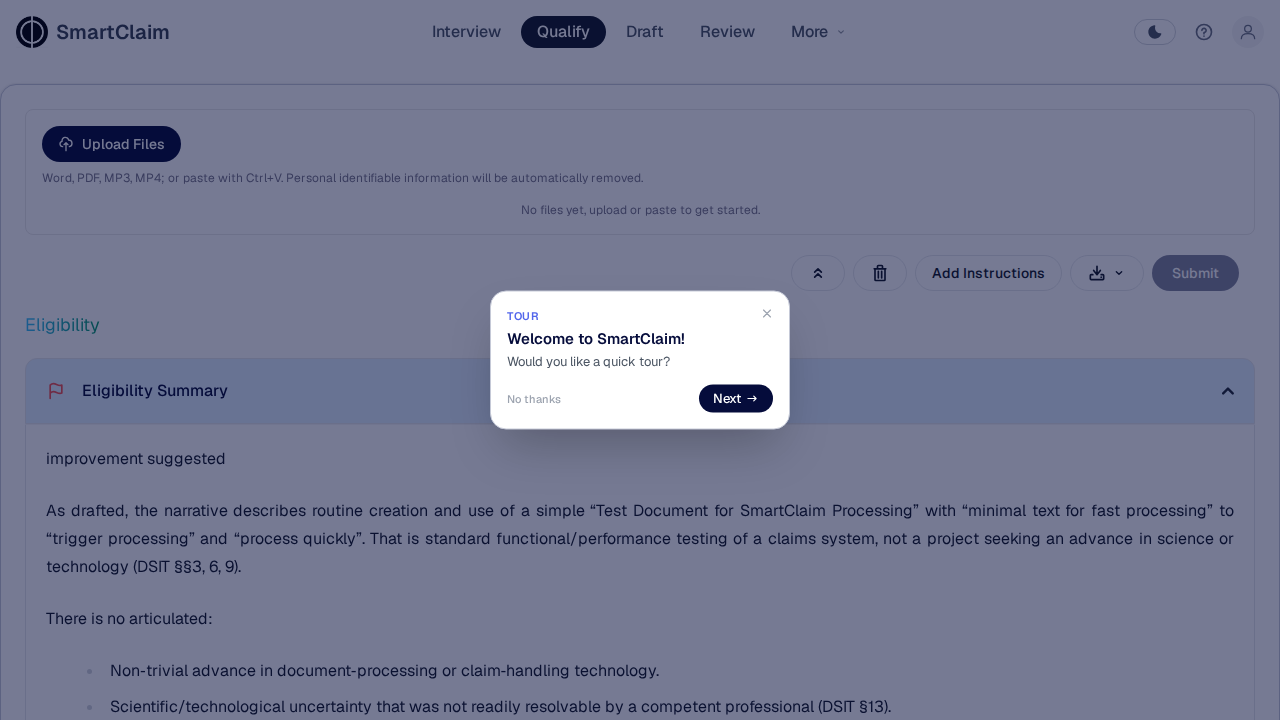 SmartClaim
Interview
Qualify
Draft
Review
More
Upload Files
Word, PDF, MP3, MP4; or paste with Ctrl+V. Personal identifiable information will be automatically removed.
No files yet, upload or paste to get started.
Add Instructions
Submit
TOUR
Welcome to SmartClaim!
Would you like a quick tour?
No thanks
Next →
Eligibility
Eligibility Summary
improvement suggested
As drafted, the narrative describes routine creation and use of a simple “Test Document for SmartClaim Processing” with “minimal text for fast processing” to
“trigger processing” and “process quickly”. That is standard functional/performance testing of a claims system, not a project seeking an advance in science or
technology (DSIT §§3, 6, 9).
There is no articulated:
Non-trivial advance in document-processing or claim-handling technology.
Scientific/technological uncertainty that was not readily resolvable by a competent professional (DSIT §13).